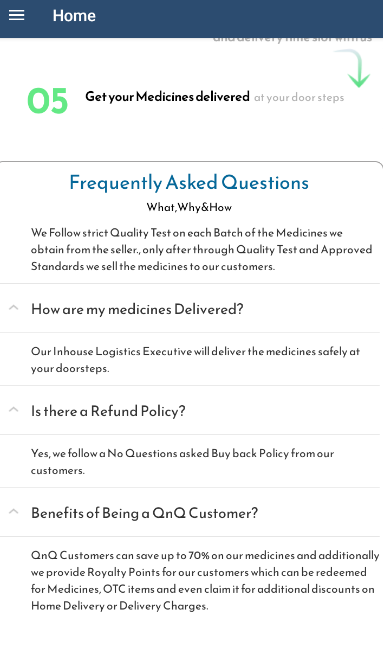 Home
and delivery time slot with us
05
Get your Medicines delivered at your door steps
Frequently Asked Questions
What,Why&How
We Follow strict Quality Test on each Batch of the Medicines we
obtain from the seller., only after through Quality Test and Approved
Standards we sell the medicines to our customers.
How are my medicines Delivered?
Our Inhouse Logistics Executive will deliver the medicines safely at
your doorsteps.
Is there a Refund Policy?
Yes, we follow a No Questions asked Buy back Policy from our
customers.
Benefits of Being a QnQ Customer?
QnQ Customers can save up to 70% on our medicines and additionally
we provide Royalty Points for our customers which can be redeemed
for Medicines, OTC items and even claim it for additional discounts on
Home Delivery or Delivery Charges.